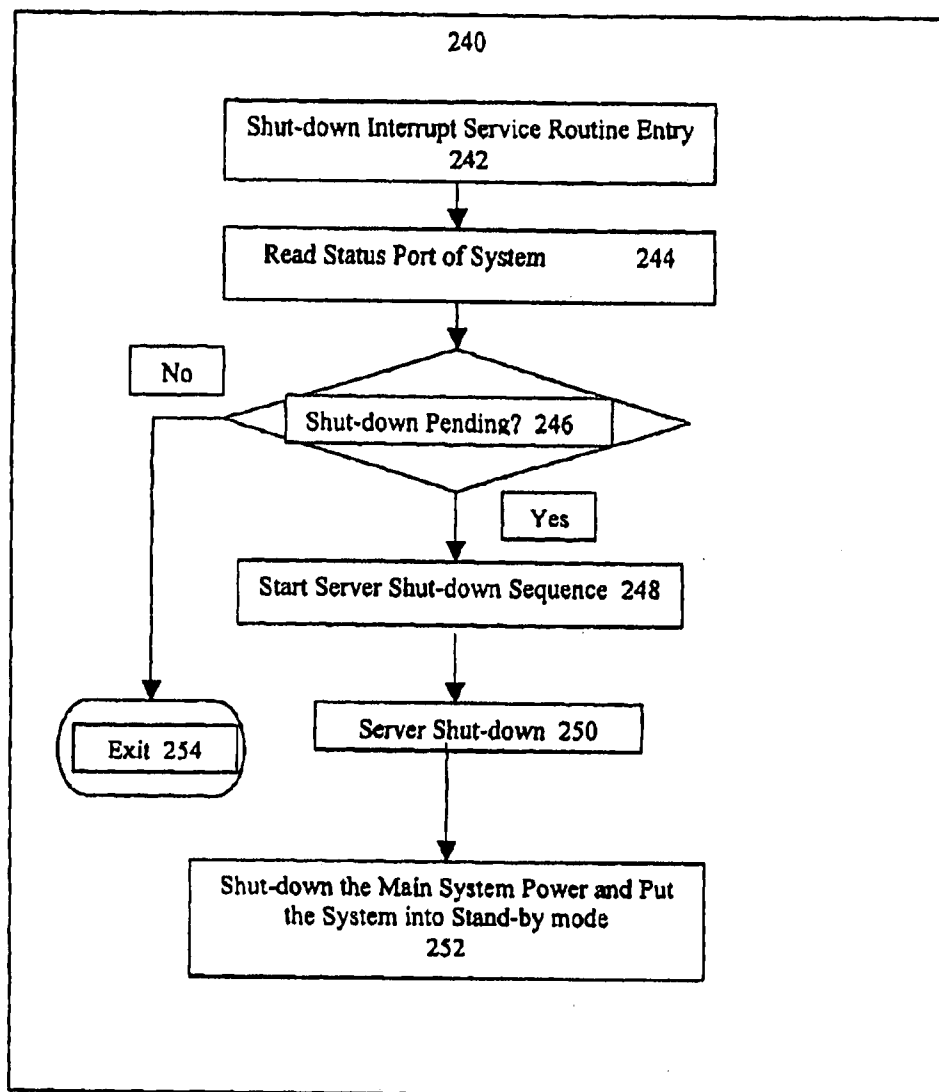 240
Shut-down Interrupt Service Routine Entry
242
Read Status Port of System 244
No
Shut-down Pending? 246
Yes
Start Server Shut-down Sequence 248
Server Shut-down 250
Exit 254
Shut-down the Main System Power and Put
the System into Stand-by mode
252